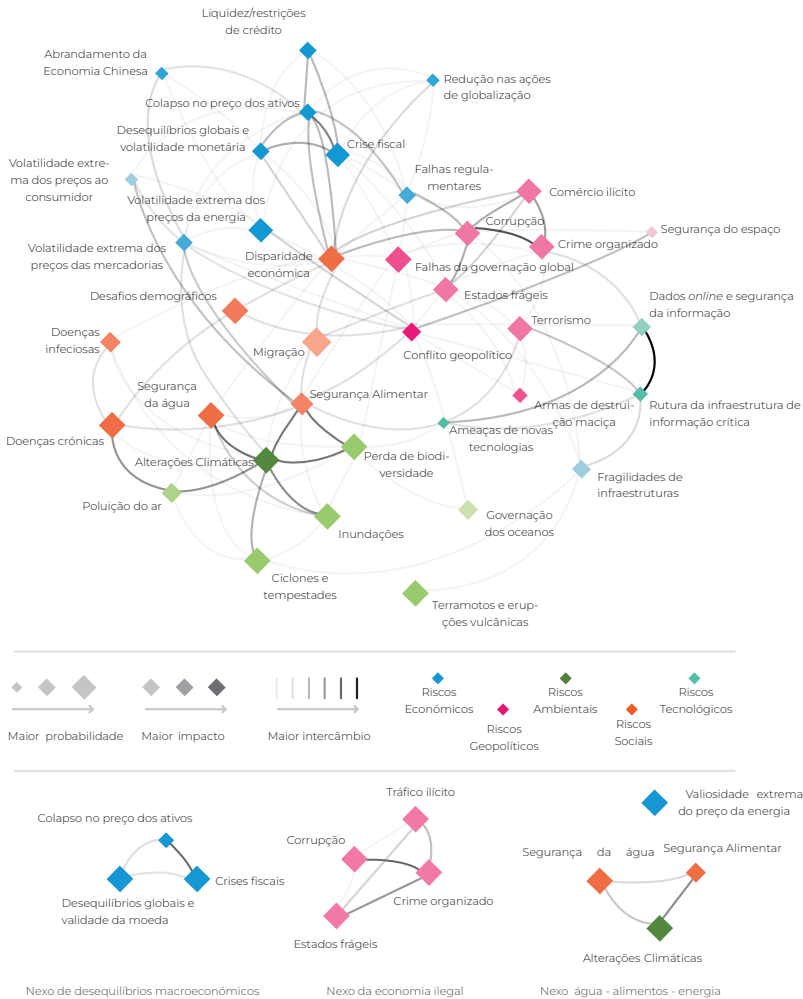 Liquidez/restrições
de crédito
Abrandamento da
Economia Chinesa
Redução nas ações
de globalização
Colapso no preço dos ativos
Desequilíbrios globais e
volatilidade monetária
Crise fiscal
Volatilidade extre-
ma dos preços ao
consumidor
Falhas regula-
mentares
Comércio ilícito
Volatilidade extrema dos
preços da energia
Corrupção
Segurança do espaço
Crime organizado
Volatilidade extrema dos
preços das mercadorias
Disparidade
económica
Falhas da governação global
Desafios demográficos
Estados frágeis
Dados online e segurança
da informação
Terrorismo
Doenças
infeciosas
Migração
Conflito geopolítico
Segurança
da água
Segurança Alimentar
Armas de destrui-
ção maciça
Rutura da infraestrutura de
informação crítica
Doenças crónicas
Ameaças de novas
tecnologias
Alterações Climáticas
Perda de biodi-
versidade
Fragilidades de
infraestruturas
Poluição do ar
Governação
dos oceanos
Inundações
Ciclones e
tempestades
Terramotos e erup-
ções vulcânicas
Maior probabilidade
Maior impacto
Maior intercâmbio
Riscos
Económicos
Riscos
Geopolíticos
Riscos
Ambientais
Riscos
Sociais
Riscos
Tecnológicos
Colapso no preço dos ativos
Crises fiscais
Desequilíbrios globais e
validade da moeda
Nexo de desequilíbrios macroeconómicos
Tráfico ilícito
Corrupção
Crime organizado
Estados frágeis
Nexo da economia ilegal
Valiosidade extrema
do preço da energia
Segurança da água
Segurança Alimentar
Alterações Climáticas
Nexo água - alimentos - energia